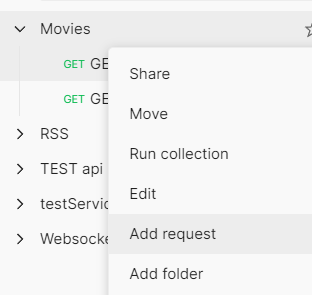 Movies
GET GE
GET GE
RSS
TEST api
testServic
Websocke
Share
Move
Run collection
Edit
Add request
Add folder